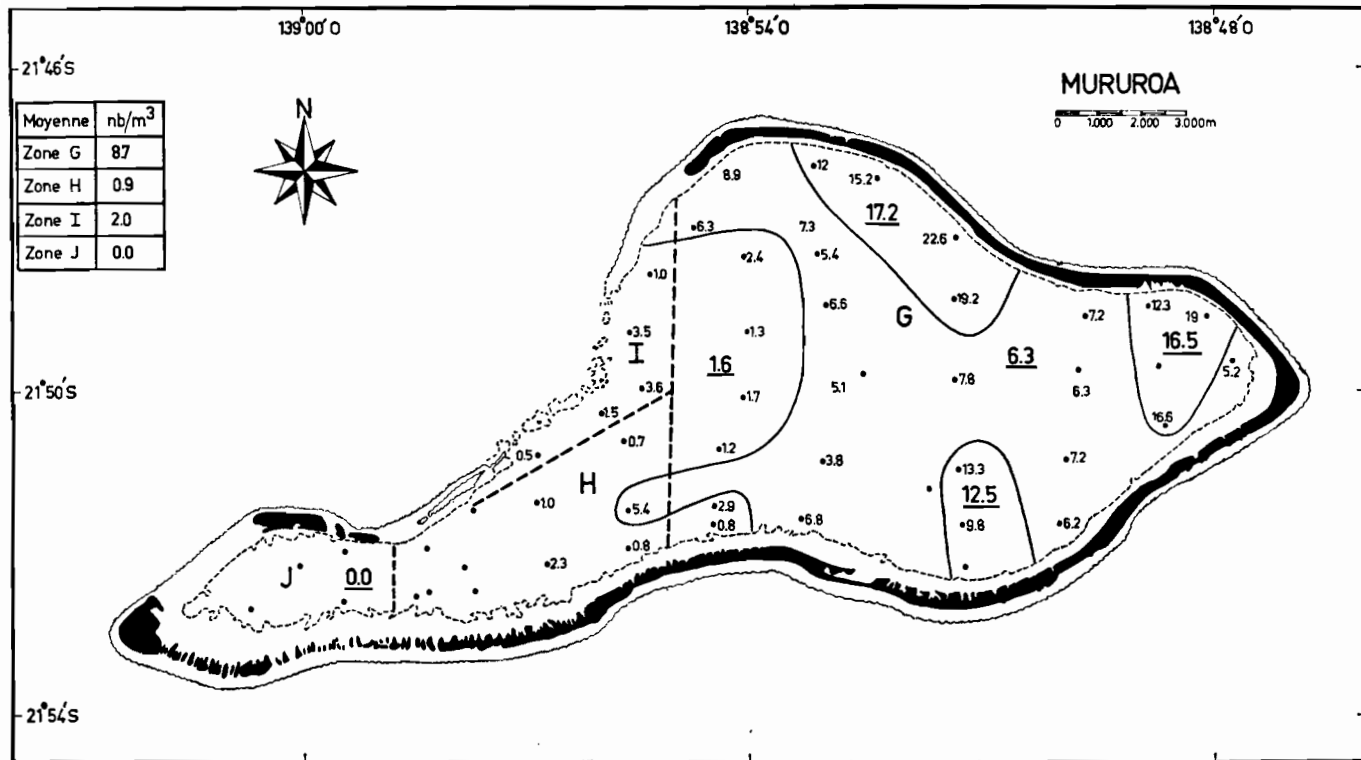 139°00'O 138°54'O 138°48'O
21°46'S
MURUROA
0 1.000 2.000 3.000m
Moyenne nb/m³
Zone G 8.7
Zone H 0.9
Zone I 2.0
Zone J 0.0
N
8.9 12 15.2
17.2
6.3 7.3 22.6
2.4 5.4
1.0
19.2
6.6 G 7.2 12.3 19
3.5 1.3
I 1.6 6.3 16.5
5.2
21°50'S
3.6 1.7 5.1 7.8 6.3
1.5 16.6
0.7 1.2
0.5 3.8 13.3 7.2
H 12.5
1.0 5.4 2.9
0.8 6.8 9.8 6.2
0.8
2.3
J 0.0
21°54'S